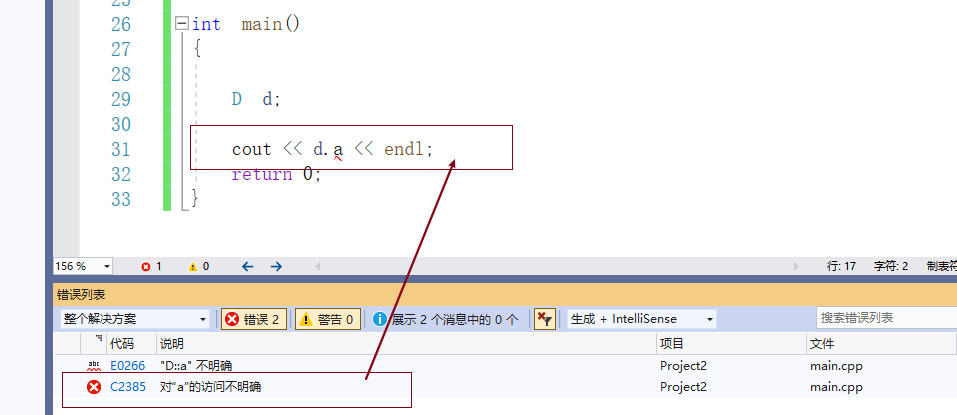 25
26 int main()
27 {
28
29 D d;
30
31 cout << d.a << endl;
32 return 0;
33 }
156 % 1 0 行: 17 字符: 2 制表符
错误列表
整个解决方案 错误 2 警告 0 展示 2 个消息中的 0 个 生成 + IntelliSense 搜索错误列表
代码 说明 项目 文件
abc E0266 "D::a" 不明确 Project2 main.cpp
C2385 对“a”的访问不明确 Project2 main.cpp